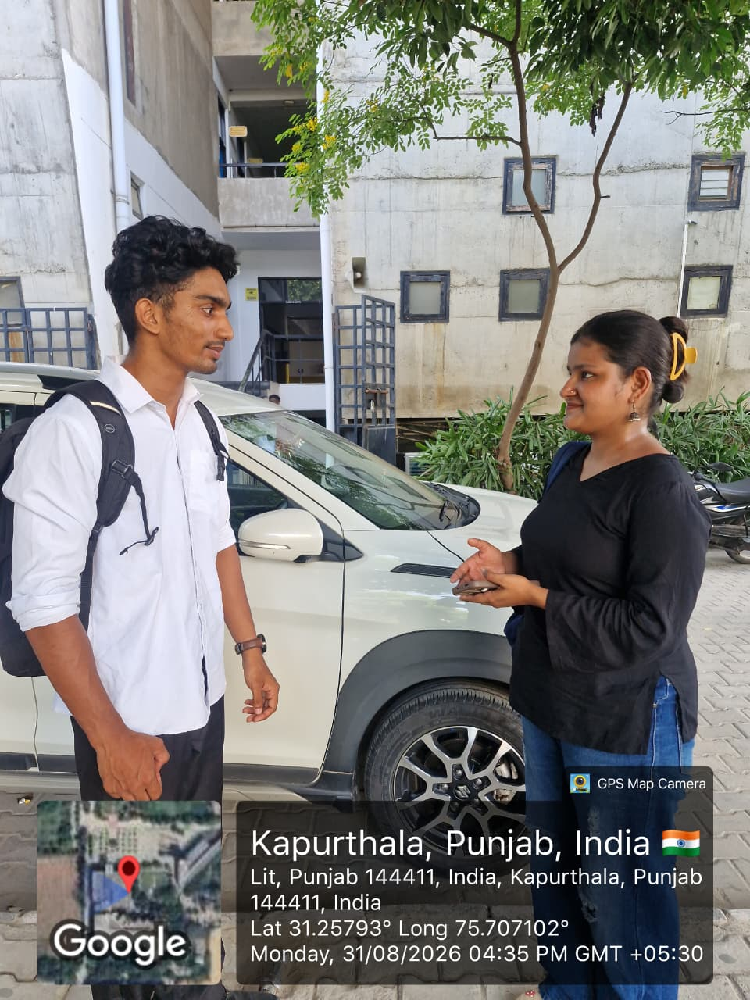 GPS Map Camera
Kapurthala, Punjab, India
Lit, Punjab 144411, India, Kapurthala, Punjab
144411, India
Lat 31.25793° Long 75.707102°
Monday, 31/08/2026 04:35 PM GMT +05:30
Google